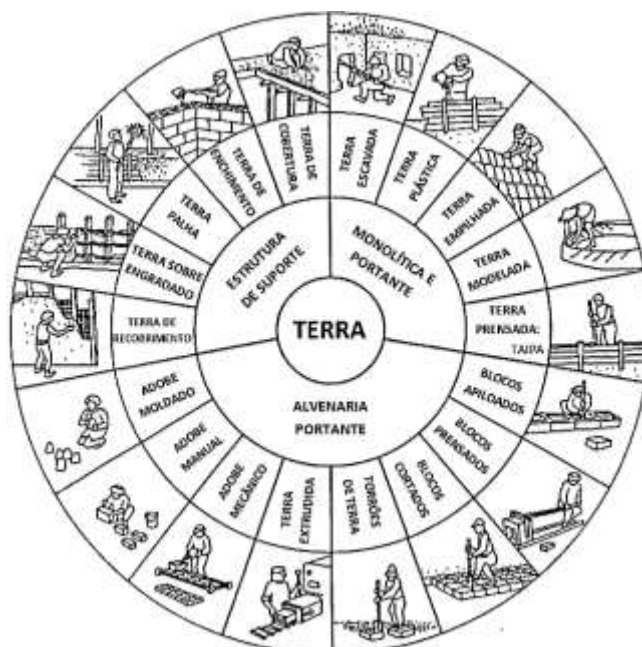 TERRA
ESTRUTURA
DE SUPORTE
MONOLÍTICA E
PORTANTE
ALVENARIA
PORTANTE
TERRA
ESCAVADA
TERRA
PLÁSTICA
TERRA
EMPILHADA
TERRA
MODELADA
TERRA
PRENSADA:
TAIPA
BLOCOS
APILOADOS
BLOCOS
PRENSADOS
BLOCOS
CORTADOS
TORRÕES
DE TERRA
TERRA
EXTRUDIDA
ADOBE
MECÂNICO
ADOBE
MANUAL
ADOBE
MOLDADO
TERRA DE
RECOBRIMENTO
TERRA SOBRE
ENGRADADO
TERRA
PALHA
TERRA DE
ENCHIMENTO
TERRA DE
COBERTURA